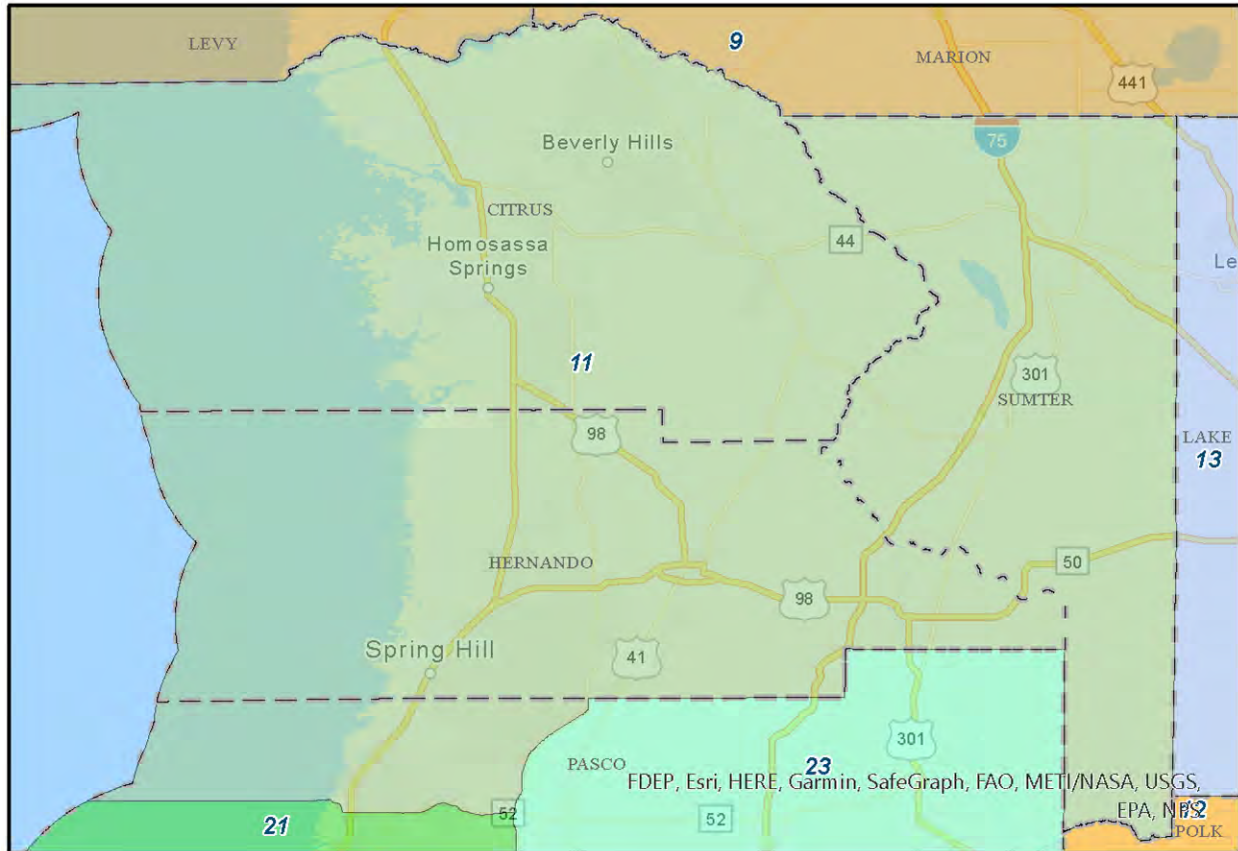 LEVY
9
MARION
441
75
Beverly Hills
CITRUS
44
Homosassa
Springs
Le
11
301
SUMTER
98
LAKE
13
HERNANDO
50
98
Spring Hill
41
301
PASCO
23
FDEP, Esri, HERE, Garmin, SafeGraph, FAO, METI/NASA, USGS,
EPA, NPS
12
52
52
21
POLK